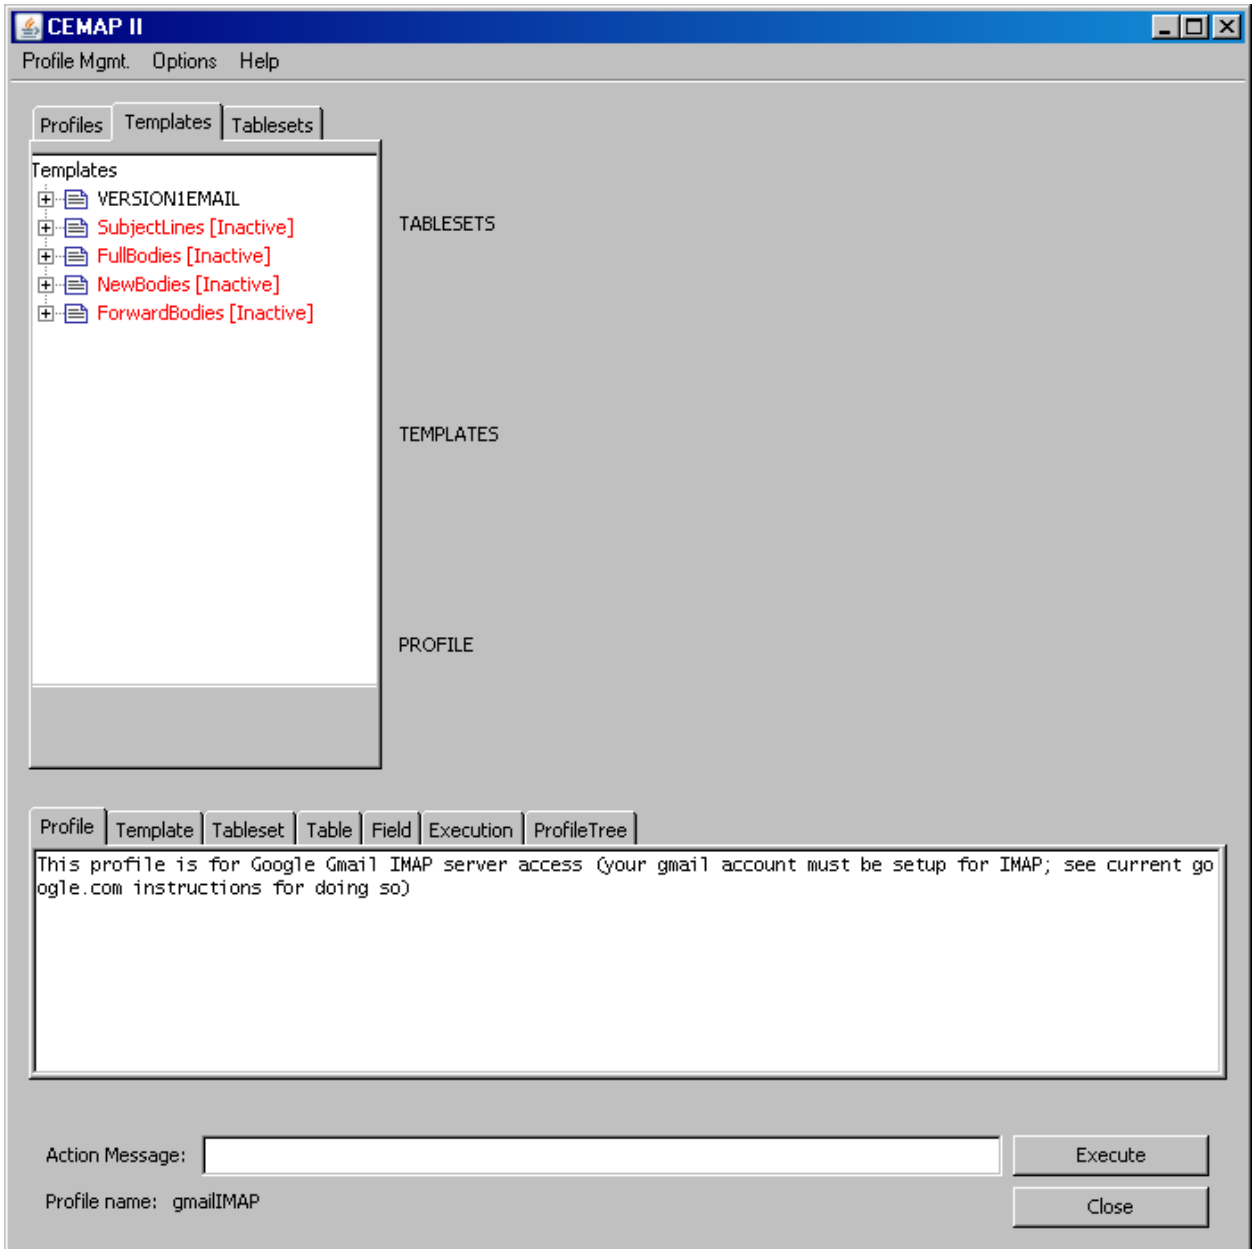 CEMAP II
Profile Mgmt. Options Help
Profiles Templates Tablesets
Templates
VERSION1EMAIL
SubjectLines [Inactive]
FullBodies [Inactive]
NewBodies [Inactive]
ForwardBodies [Inactive]
TABLESETS
TEMPLATES
PROFILE
Profile Template Tableset Table Field Execution ProfileTree
This profile is for Google Gmail IMAP server access (your gmail account must be setup for IMAP; see current go
ogle.com instructions for doing so)
Action Message: Execute
Profile name: gmailIMAP Close